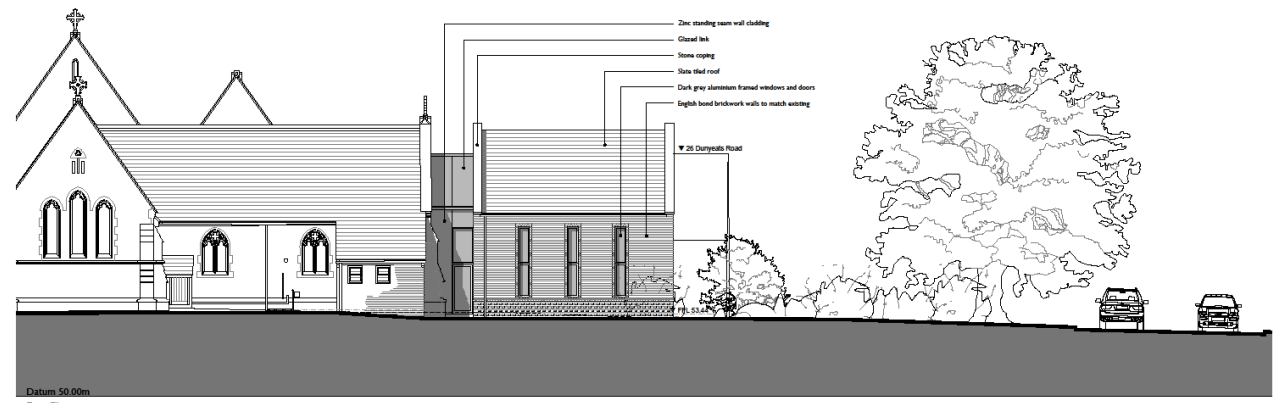 Zinc standing seam wall cladding
Glazed link
Stone coping
Slate tiled roof
Dark grey aluminium framed windows and doors
English bond brickwork walls to match existing
▼ 26 Dunyeats Road
FFL 53.44
Datum 50.00m